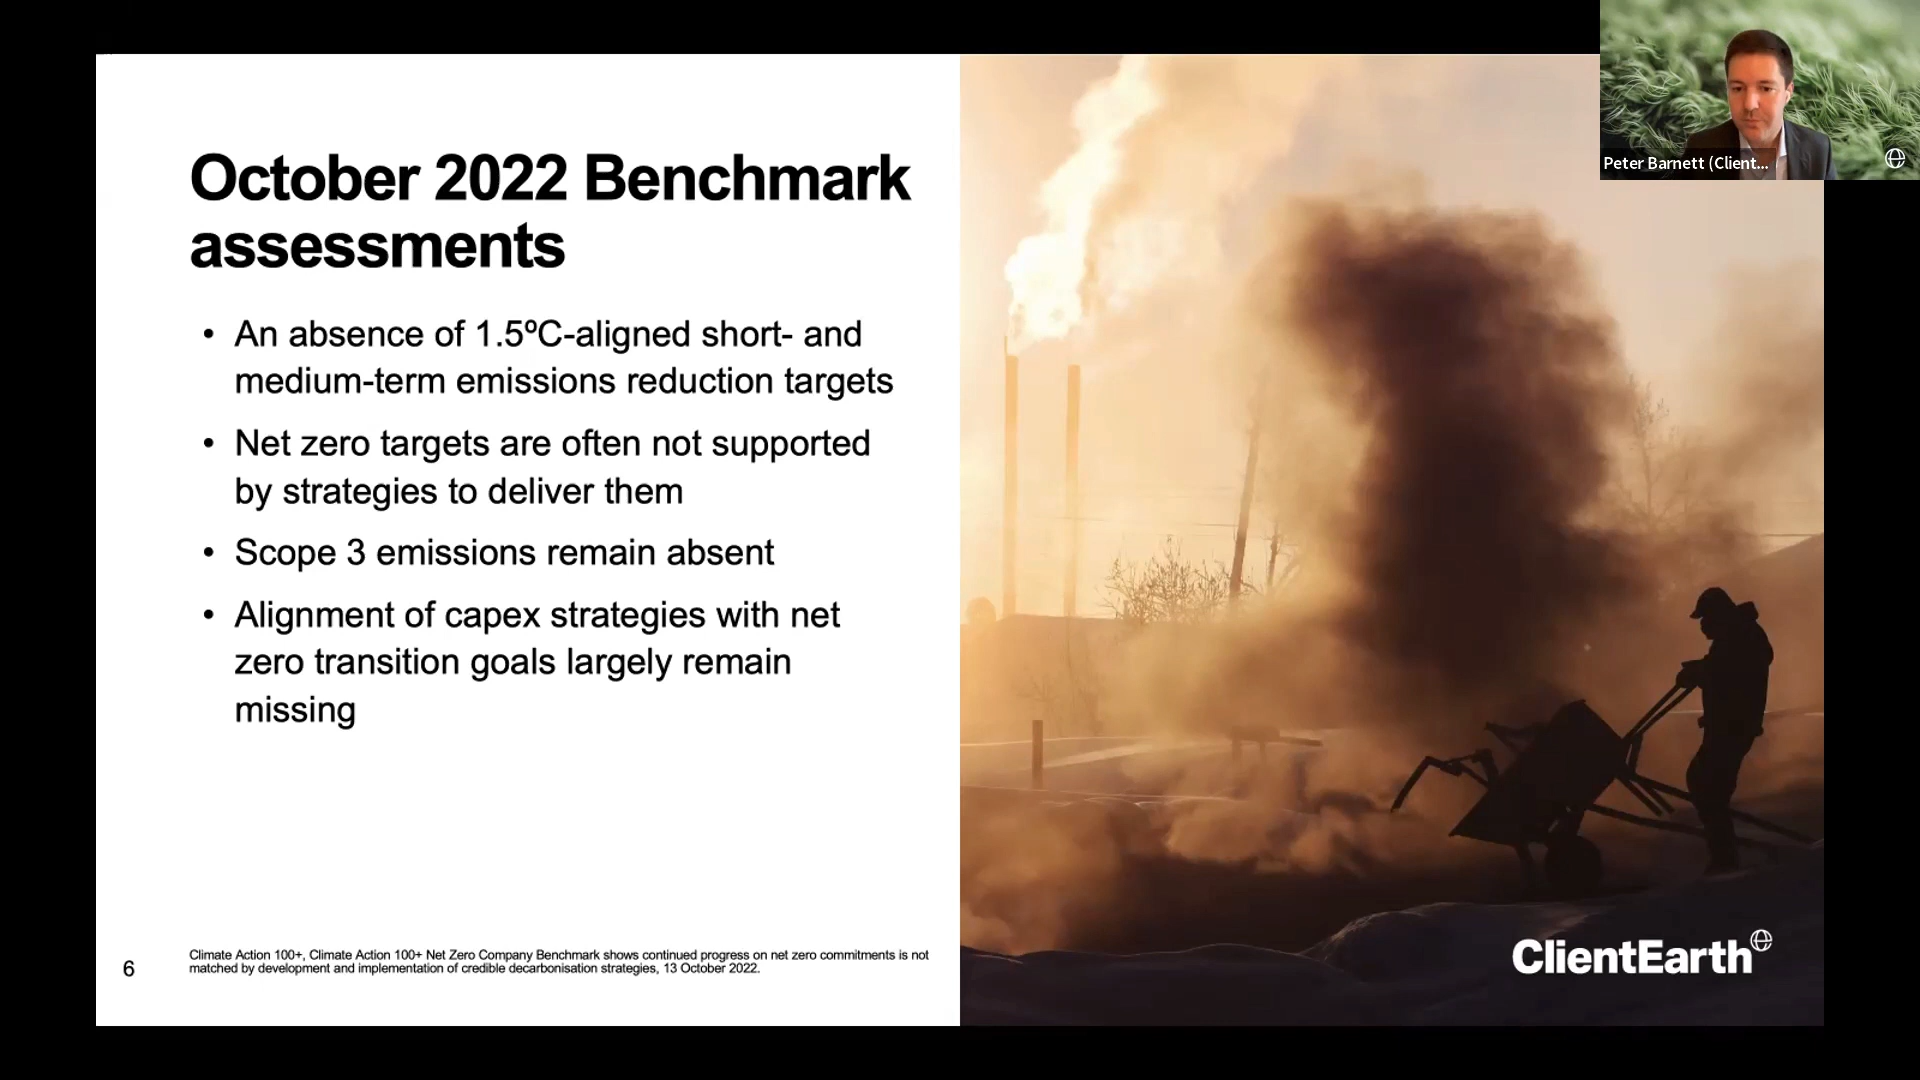 Peter Barnett (Client...
October 2022 Benchmark
assessments
• An absence of 1.5ºC-aligned short- and
medium-term emissions reduction targets
• Net zero targets are often not supported
by strategies to deliver them
• Scope 3 emissions remain absent
• Alignment of capex strategies with net
zero transition goals largely remain
missing
6
Climate Action 100+, Climate Action 100+ Net Zero Company Benchmark shows continued progress on net zero commitments is not
matched by development and implementation of credible decarbonisation strategies, 13 October 2022.
ClientEarth